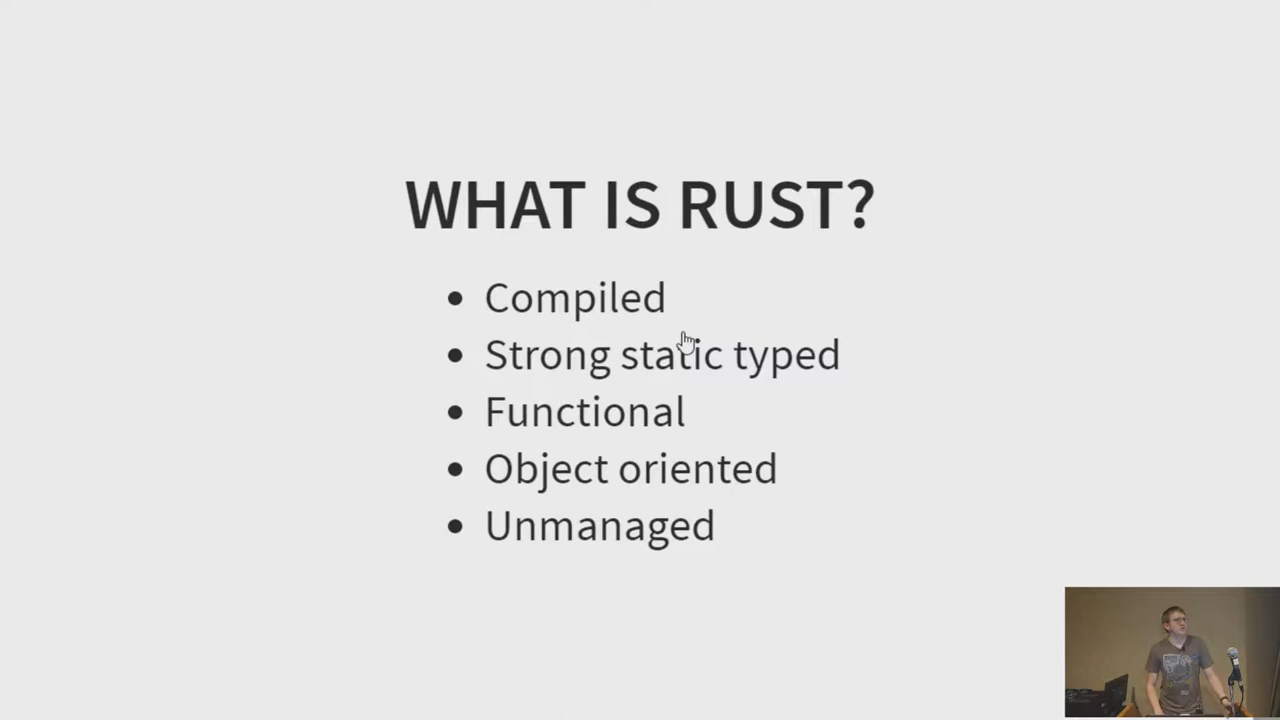 WHAT IS RUST?
Compiled
Strong static typed
Functional
Object oriented
Unmanaged